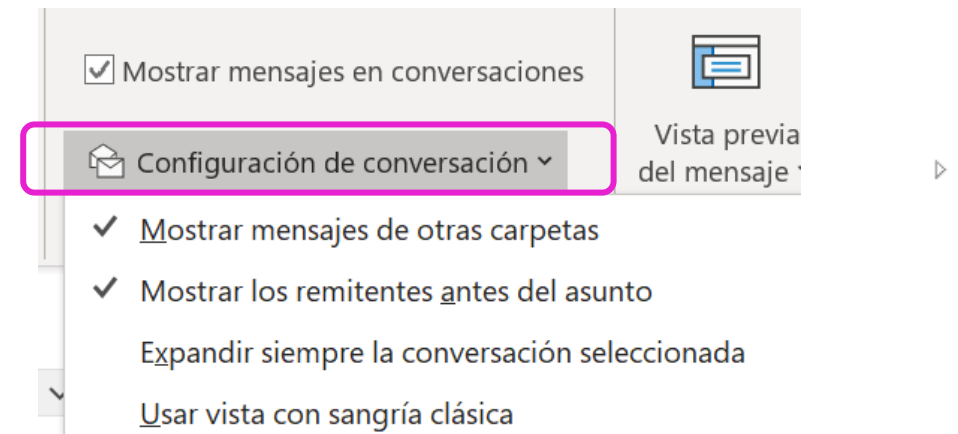 Mostrar mensajes en conversaciones
Configuración de conversación
Vista previa
del mensaje
Mostrar mensajes de otras carpetas
Mostrar los remitentes antes del asunto
Expandir siempre la conversación seleccionada
Usar vista con sangría clásica